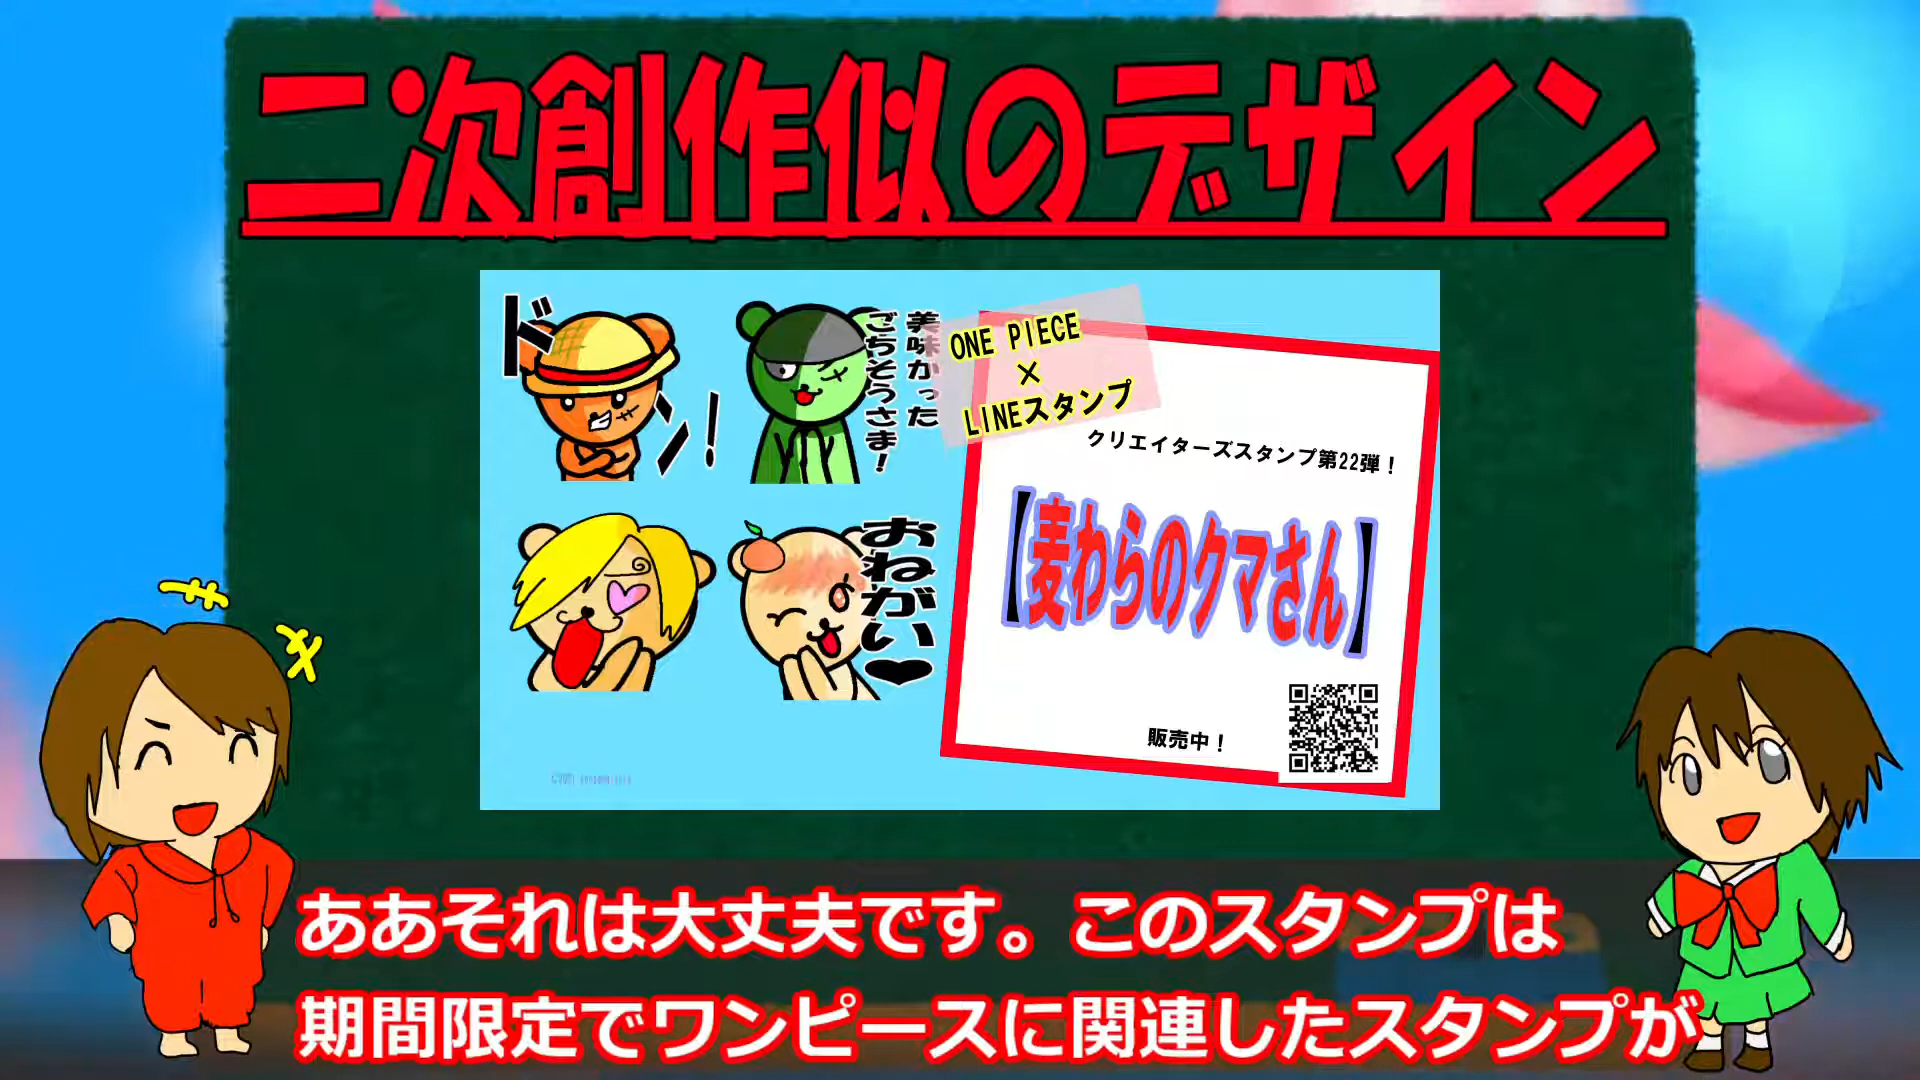 二次創作似のデザイン
ドン!
美味かった
ごちそうさま!
おねがい♥
ONE PIECE
×
LINEスタンプ
クリエイターズスタンプ第22弾!
【麦わらのクマさん】
販売中!
ああそれは大丈夫です。このスタンプは
期間限定でワンピースに関連したスタンプが